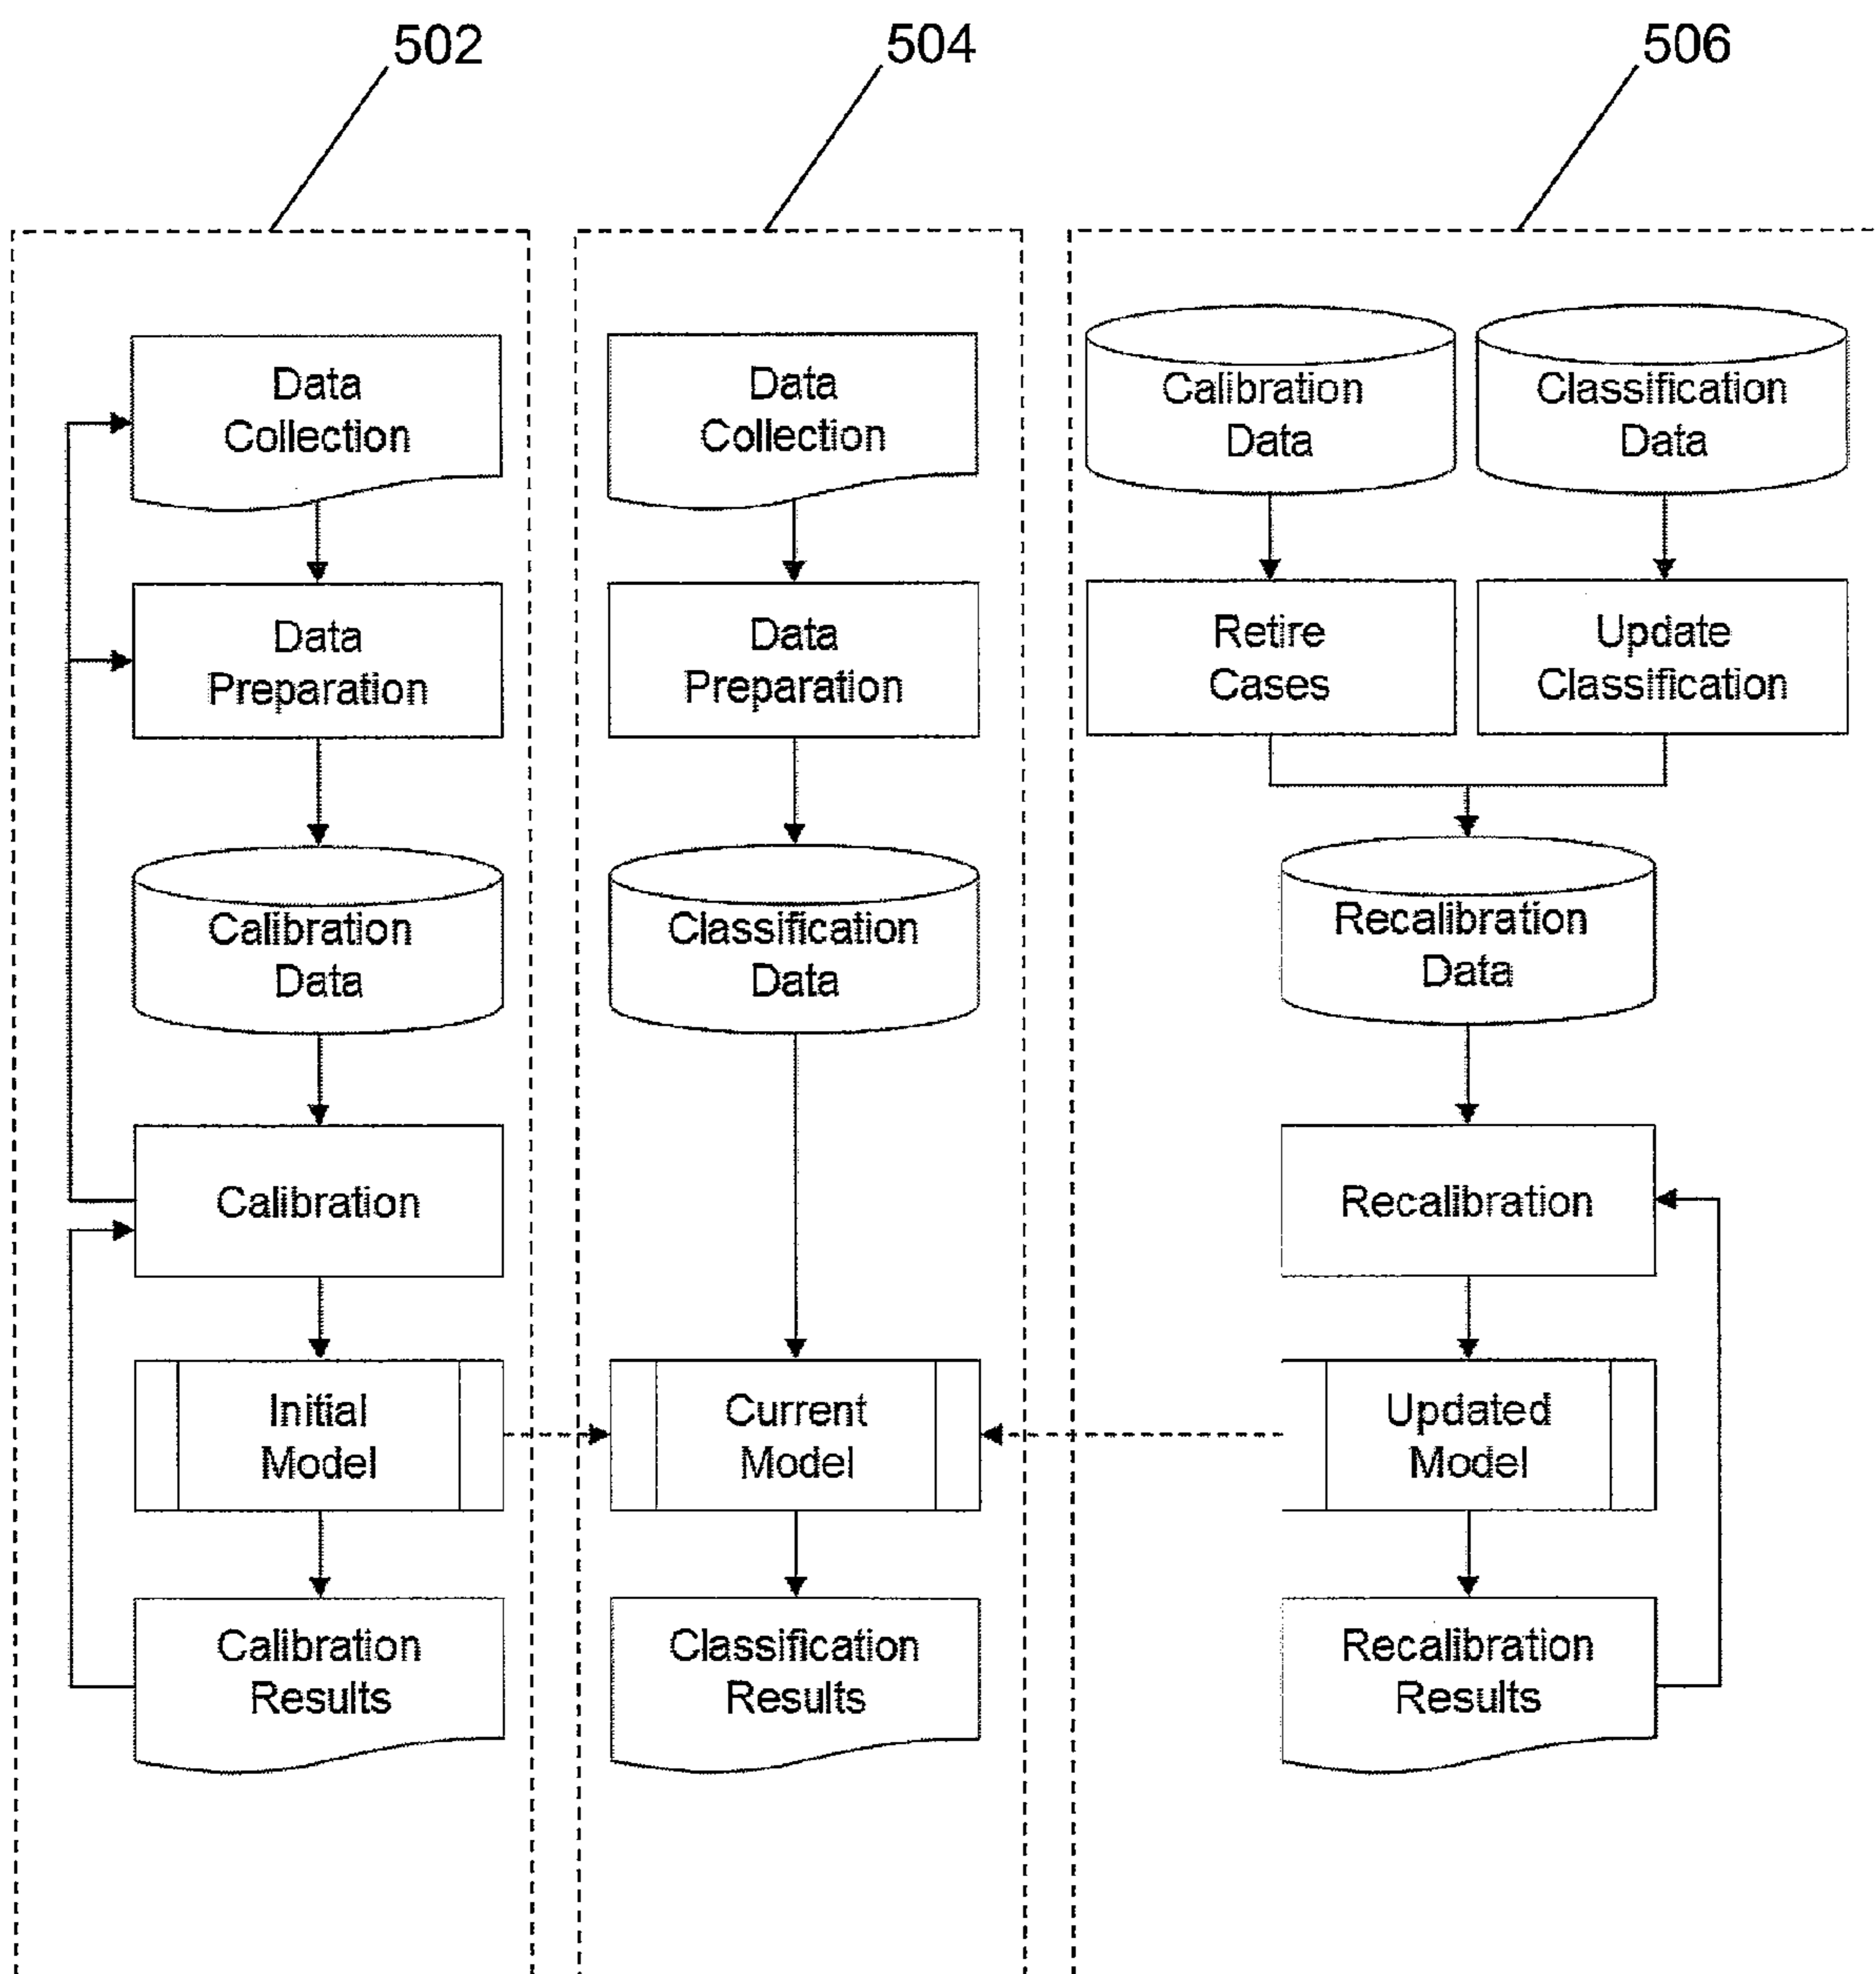 502
504
506
Data
Collection
Data
Preparation
Calibration
Data
Calibration
Initial
Model
Calibration
Results
Data
Collection
Data
Preparation
Classification
Data
Current
Model
Classification
Results
Calibration
Data
Classification
Data
Retire
Cases
Update
Classification
Recalibration
Data
Recalibration
Updated
Model
Recalibration
Results